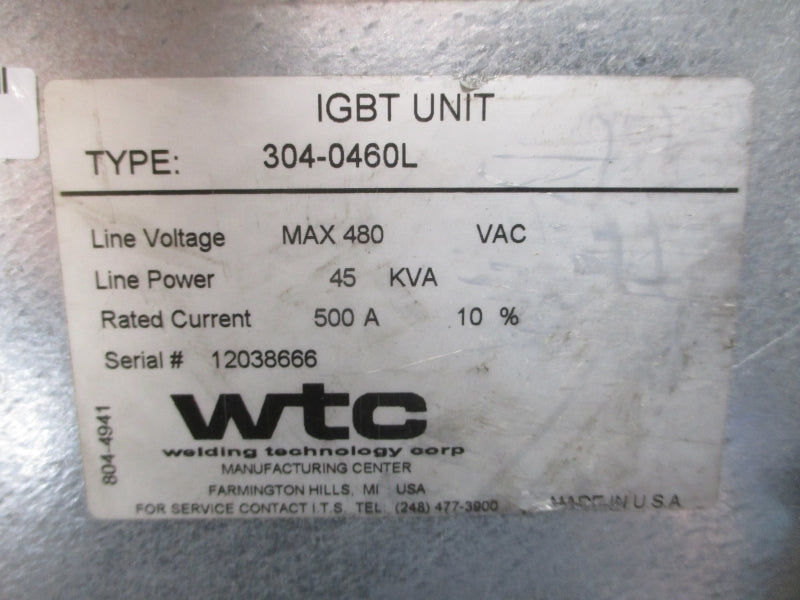 IGBT UNIT
TYPE: 304-0460L
Line Voltage MAX 480 VAC
Line Power 45 KVA
Rated Current 500 A 10 %
Serial # 12038666
wtc
welding technology corp
MANUFACTURING CENTER
FARMINGTON HILLS, MI USA
FOR SERVICE CONTACT I.T.S. TEL: (248) 477-3900
MADE IN U.S.A
804-4941